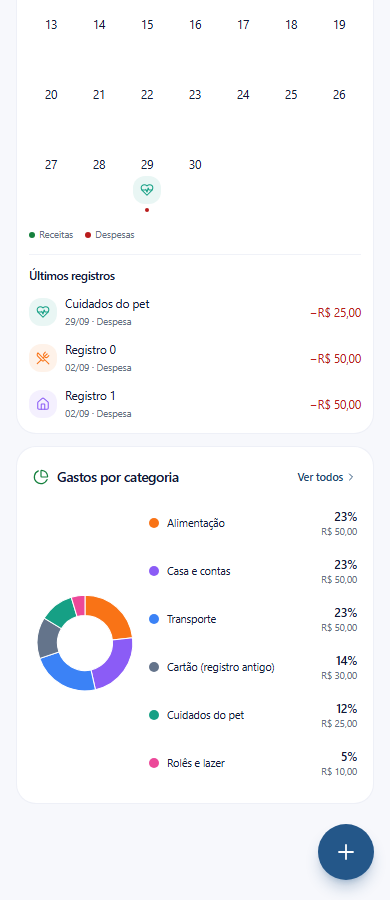 13 14 15 16 17 18 19
20 21 22 23 24 25 26
27 28 29 30
Receitas Despesas
Últimos registros
Cuidados do pet
29/09 · Despesa
−R$ 25,00
Registro 0
02/09 · Despesa
−R$ 50,00
Registro 1
02/09 · Despesa
−R$ 50,00
Gastos por categoria
Ver todos
Alimentação
23%
R$ 50,00
Casa e contas
23%
R$ 50,00
Transporte
23%
R$ 50,00
Cartão (registro antigo)
14%
R$ 30,00
Cuidados do pet
12%
R$ 25,00
Rolês e lazer
5%
R$ 10,00